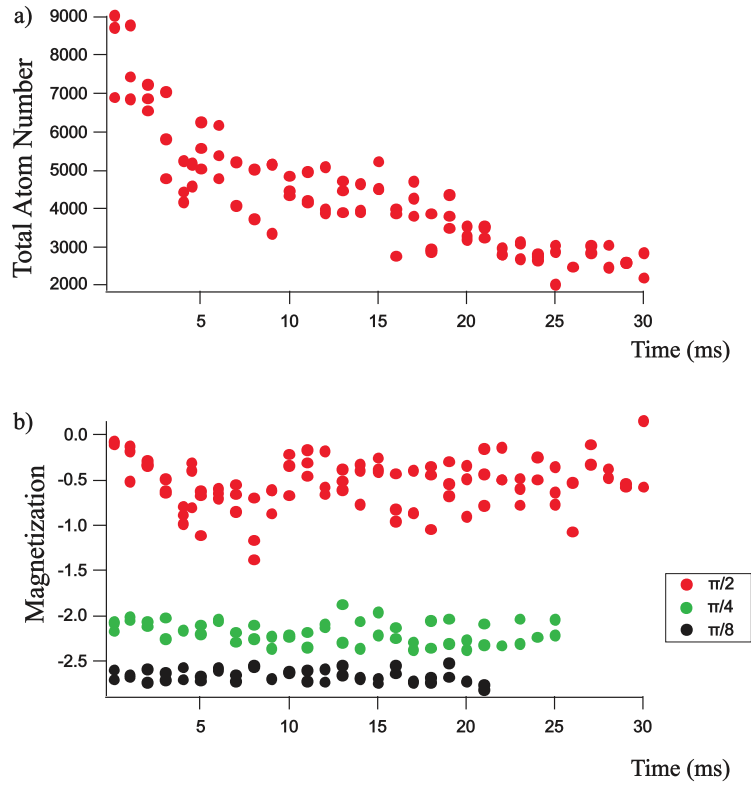 a)
Total Atom Number
9000
8000
7000
6000
5000
4000
3000
2000
5 10 15 20 25 30
Time (ms)
b)
Magnetization
0.0
-0.5
-1.0
-1.5
-2.0
-2.5
π/2
π/4
π/8
5 10 15 20 25 30
Time (ms)